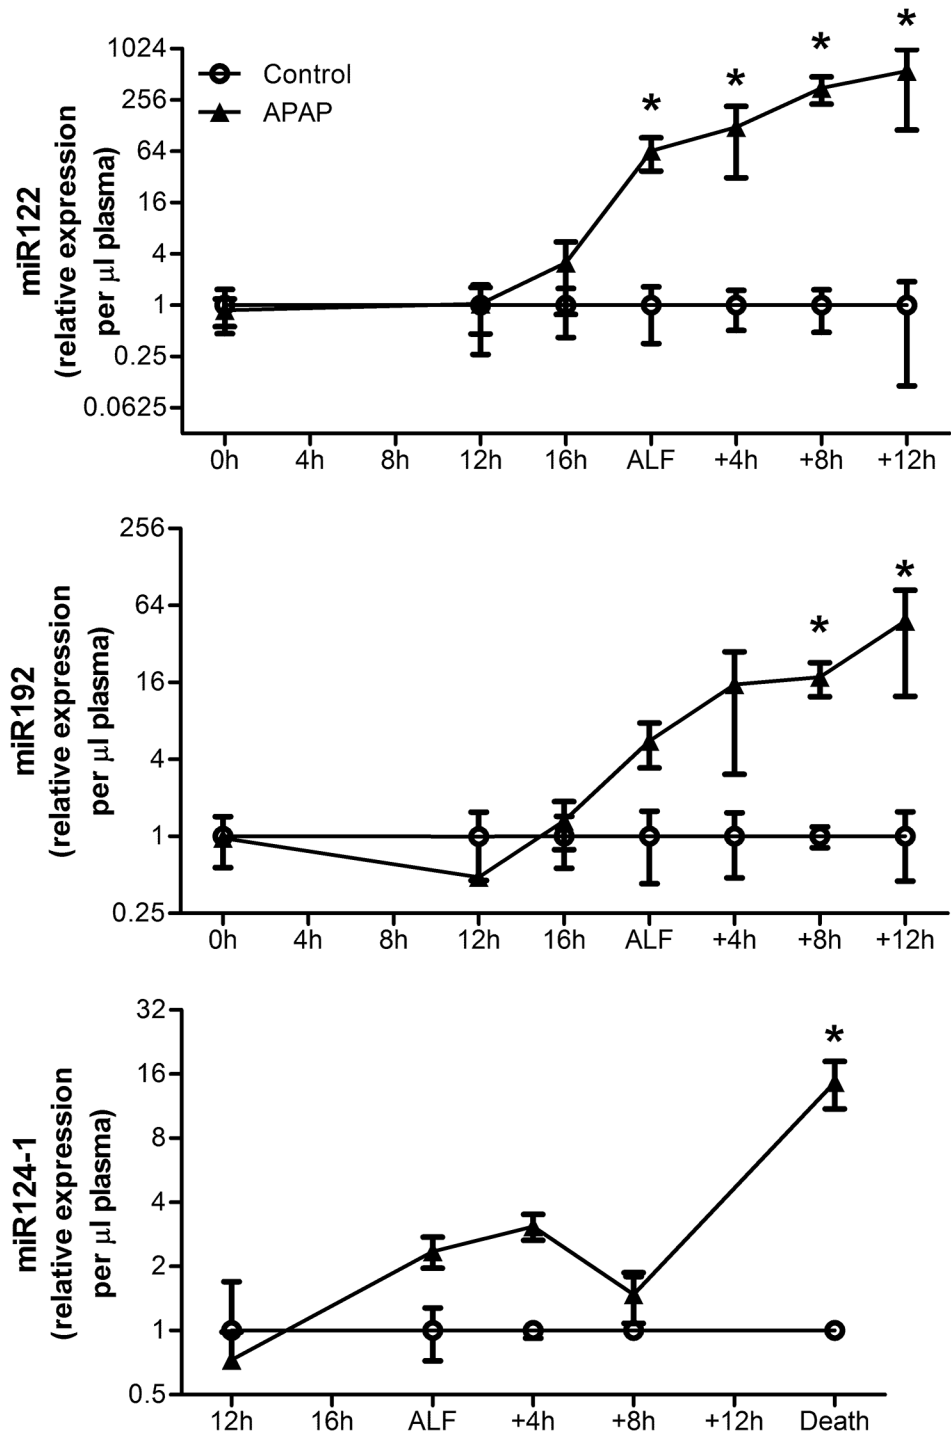 miR122
(relative expression
per µl plasma)
1024
256
64
16
4
1
0.25
0.0625
Control
APAP
*
*
*
*
0h 4h 8h 12h 16h ALF +4h +8h +12h
miR192
(relative expression
per µl plasma)
256
64
16
4
1
0.25
*
*
0h 4h 8h 12h 16h ALF +4h +8h +12h
miR124-1
(relative expression
per µl plasma)
32
16
8
4
2
1
0.5
*
12h 16h ALF +4h +8h +12h Death